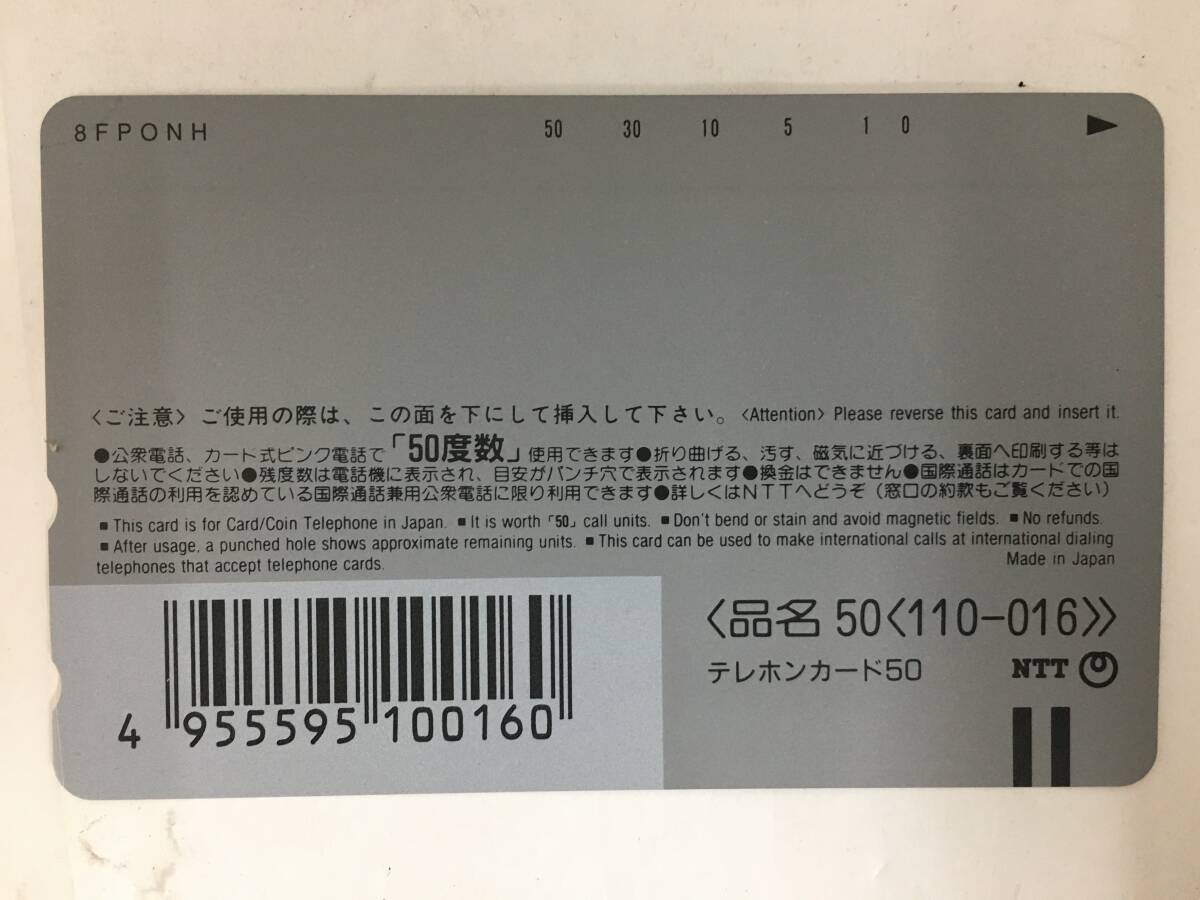 8FPONH 50 30 10 5 1 0 ▶
〈ご注意〉ご使用の際は、この面を下にして挿入して下さい。〈Attention〉Please reverse this card and insert it.
●公衆電話、カード式ピンク電話で「50度数」使用できます●折り曲げる、汚す、磁気に近づける、裏面へ印刷する等は
しないでください●残度数は電話機に表示され、目安がパンチ穴で表示されます●換金はできません●国際通話はカードでの国
際通話の利用を認めている国際通話兼用公衆電話に限り利用できます●詳しくはNTTへどうぞ（窓口の約款もご覧ください）
■This card is for Card/Coin Telephone in Japan. ■It is worth「50」call units. ■Don't bend or stain and avoid magnetic fields. ■No refunds.
■After usage, a punched hole shows approximate remaining units. ■This card can be used to make international calls at international dialing
telephones that accept telephone cards. Made in Japan
〈品名 50〈110-016〉〉
テレホンカード50 NTT
4 955595 100160